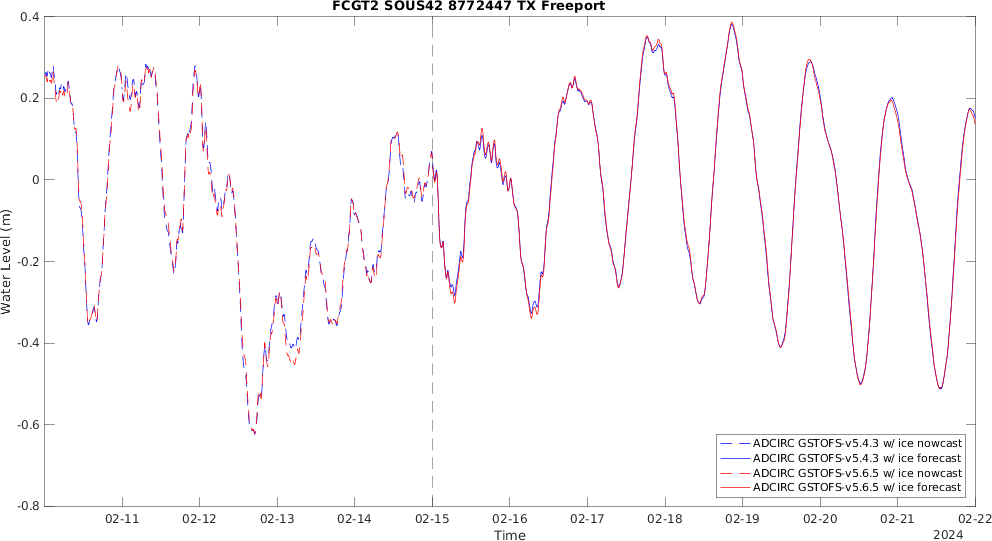 FCGT2 SOUS42 8772447 TX Freeport
0.4
0.2
0
-0.2
-0.4
-0.6
-0.8
Water Level (m)
02-11 02-12 02-13 02-14 02-15 02-16 02-17 02-18 02-19 02-20 02-21 02-22
Time
2024
ADCIRC GSTOFS-v5.4.3 w/ ice nowcast
ADCIRC GSTOFS-v5.4.3 w/ ice forecast
ADCIRC GSTOFS-v5.6.5 w/ ice nowcast
ADCIRC GSTOFS-v5.6.5 w/ ice forecast